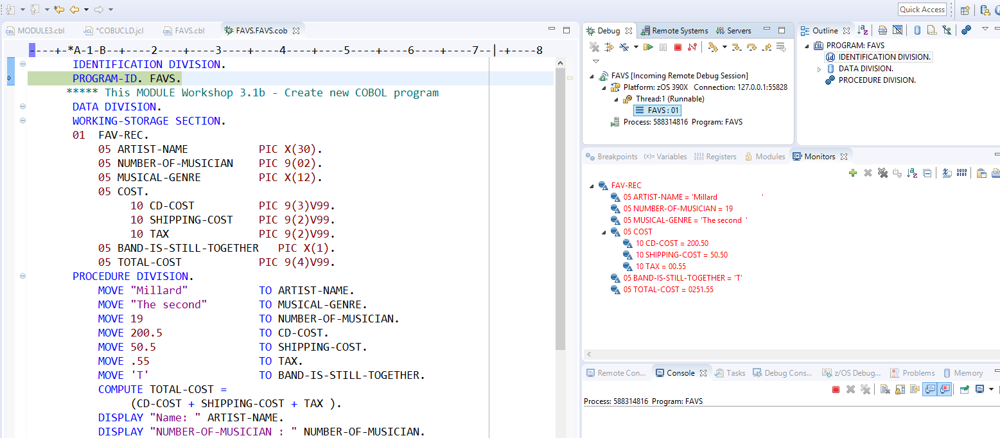 Quick Access
MODULE3.cbl
*COBUCLD.jcl
FAVS.cbl
FAVS.FAVS.cob
----+-*A-1-B--+----2----+----3----+----4----+----5----+----6----+----7--|-+----8
IDENTIFICATION DIVISION.
PROGRAM-ID. FAVS.
***** This MODULE Workshop 3.1b - Create new COBOL program
DATA DIVISION.
WORKING-STORAGE SECTION.
01 FAV-REC.
05 ARTIST-NAME PIC X(30).
05 NUMBER-OF-MUSICIAN PIC 9(02).
05 MUSICAL-GENRE PIC X(12).
05 COST.
10 CD-COST PIC 9(3)V99.
10 SHIPPING-COST PIC 9(2)V99.
10 TAX PIC 9(2)V99.
05 BAND-IS-STILL-TOGETHER PIC X(1).
05 TOTAL-COST PIC 9(4)V99.
PROCEDURE DIVISION.
MOVE "Millard" TO ARTIST-NAME.
MOVE "The second" TO MUSICAL-GENRE.
MOVE 19 TO NUMBER-OF-MUSICIAN.
MOVE 200.5 TO CD-COST.
MOVE 50.5 TO SHIPPING-COST.
MOVE .55 TO TAX.
MOVE 'T' TO BAND-IS-STILL-TOGETHER.
COMPUTE TOTAL-COST =
(CD-COST + SHIPPING-COST + TAX ).
DISPLAY "Name: " ARTIST-NAME.
DISPLAY "NUMBER-OF-MUSICIAN : " NUMBER-OF-MUSICIAN.
Debug
Remote Systems
Servers
FAVS [Incoming Remote Debug Session]
Platform: zOS 390X Connection: 127.0.0.1:55828
Thread:1 (Runnable)
FAVS : 01
Process: 588314816 Program: FAVS
Outline
PROGRAM: FAVS
IDENTIFICATION DIVISION.
DATA DIVISION.
PROCEDURE DIVISION.
Breakpoints
(x)= Variables
Registers
Modules
Monitors
FAV-REC
05 ARTIST-NAME = 'Millard '
05 NUMBER-OF-MUSICIAN = 19
05 MUSICAL-GENRE = 'The second '
05 COST
10 CD-COST = 200.50
10 SHIPPING-COST = 50.50
10 TAX = 00.55
05 BAND-IS-STILL-TOGETHER = 'T'
05 TOTAL-COST = 0251.55
Remote Con...
Console
Tasks
Debug Cons...
z/OS Debug...
Problems
Memory
Process: 588314816 Program: FAVS